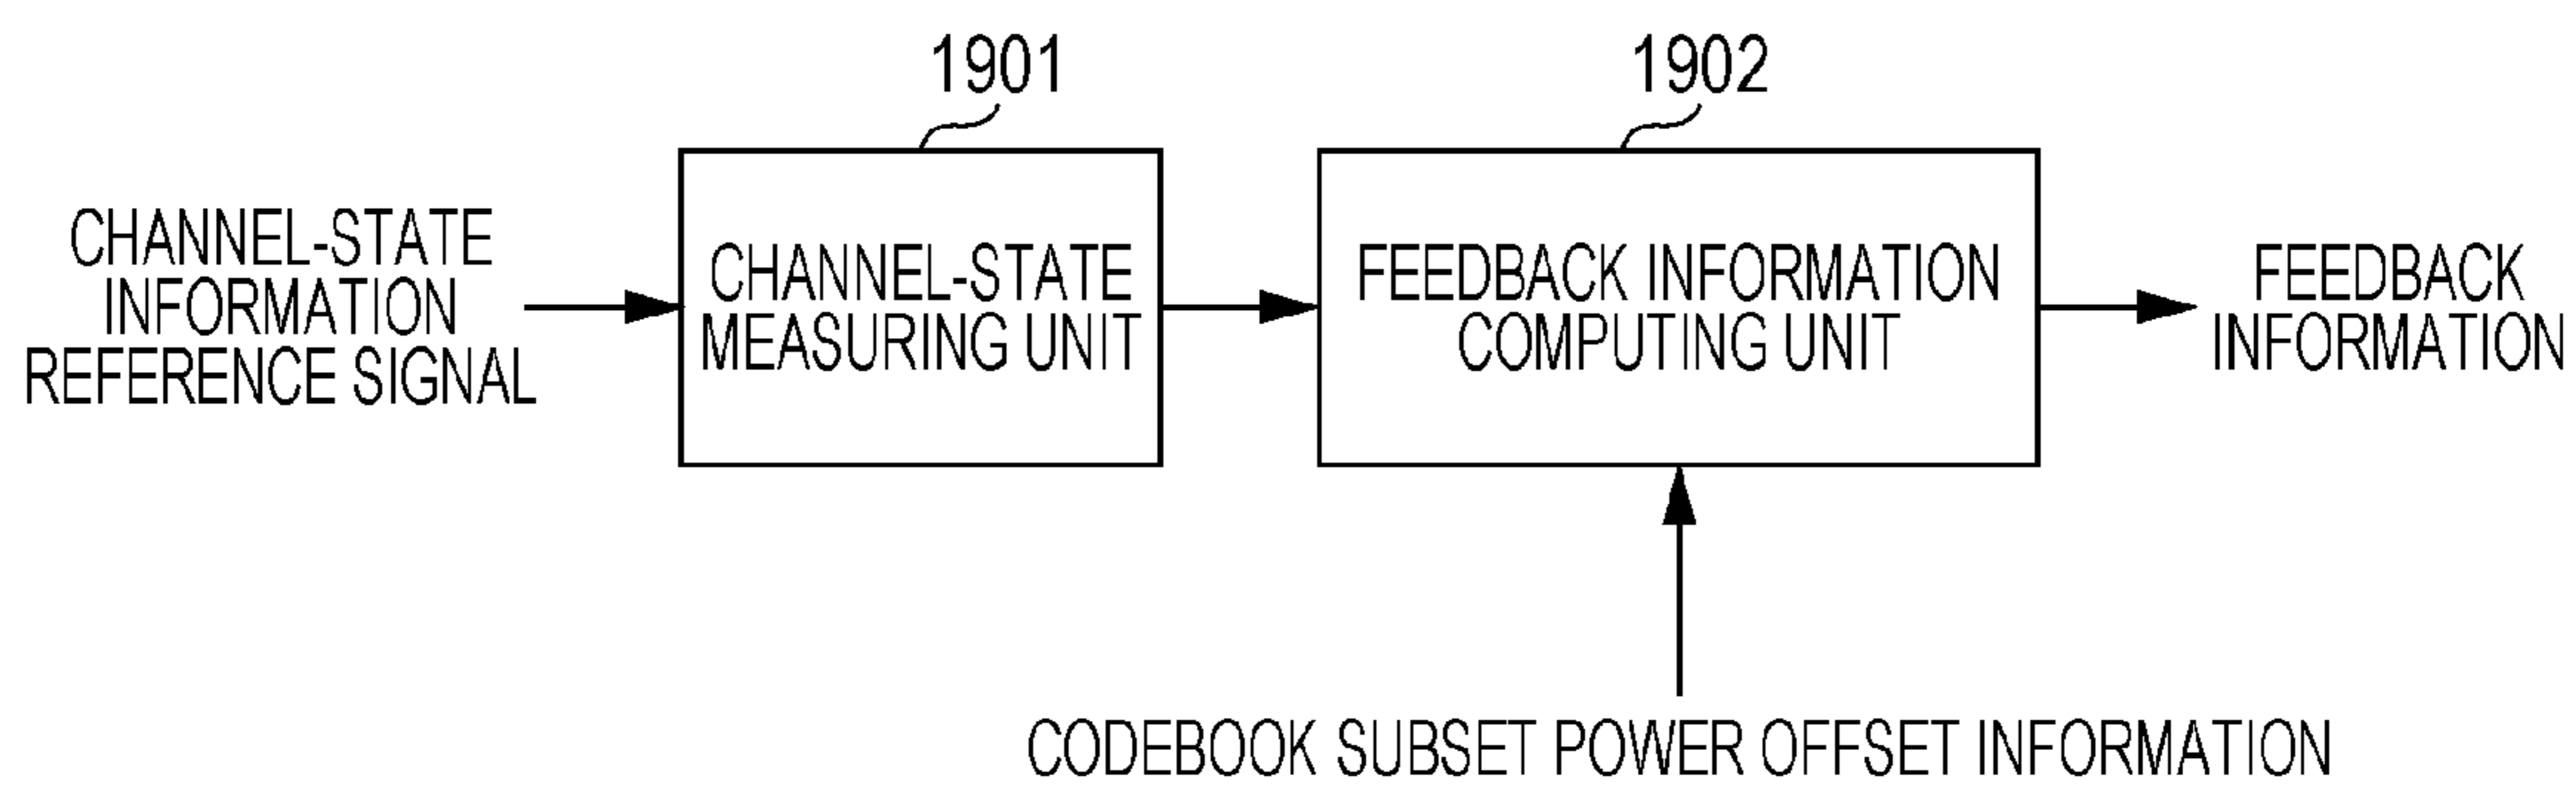 1901
1902
CHANNEL-STATE
INFORMATION
REFERENCE SIGNAL
CHANNEL-STATE
MEASURING UNIT
FEEDBACK INFORMATION
COMPUTING UNIT
FEEDBACK
INFORMATION
CODEBOOK SUBSET POWER OFFSET INFORMATION